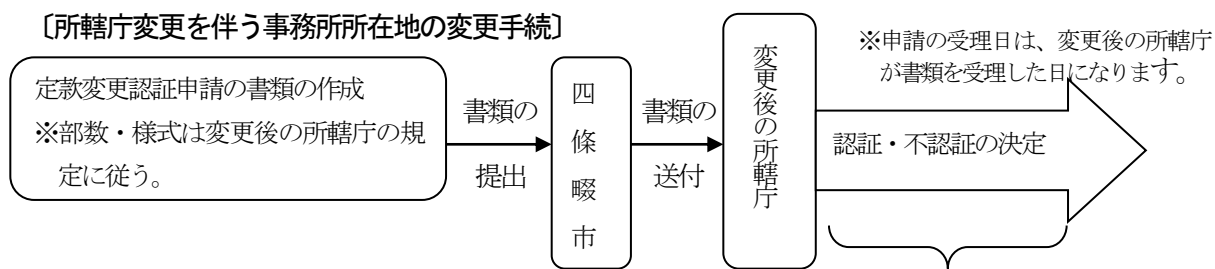 〔所轄庁変更を伴う事務所所在地の変更手続〕
定款変更認証申請の書類の作成
※部数・様式は変更後の所轄庁の規
定に従う。
書類の
提出
四條畷市
書類の
送付
変更後の所轄庁
※申請の受理日は、変更後の所轄庁
が書類を受理した日になります。
認証・不認証の決定